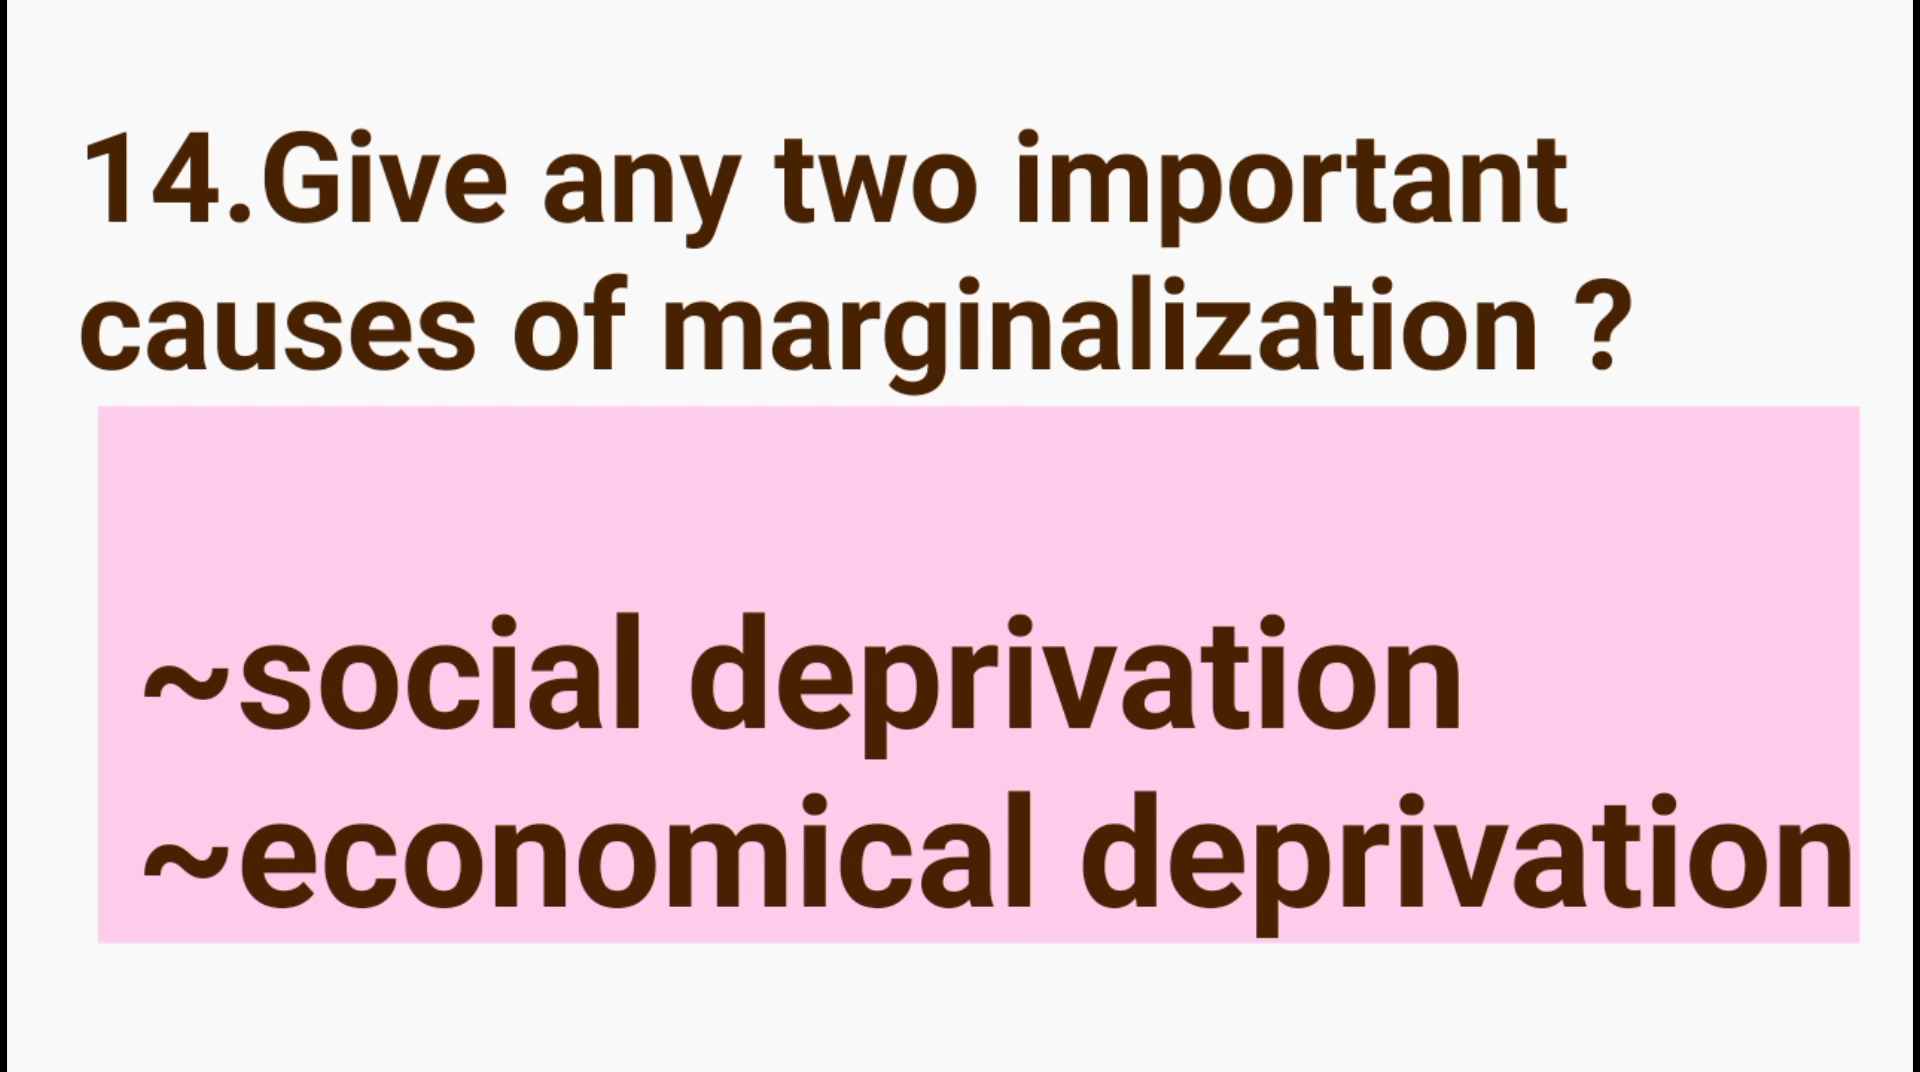 14.Give any two important
causes of marginalization ?
~social deprivation
~economical deprivation